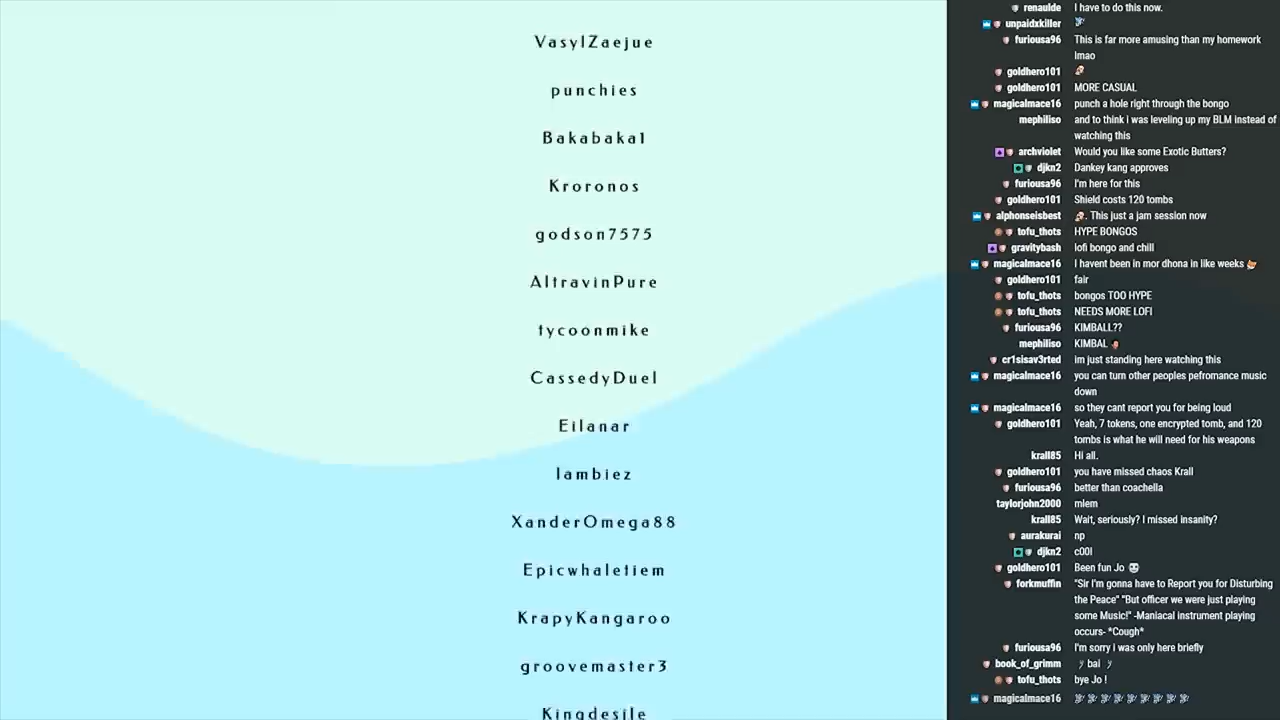 VasylZaejue
punchies
Bakabaka1
Kroronos
godson7575
AltravinPure
tycoonmike
CassedyDuel
Eilanar
lambiez
XanderOmega88
Epicwhaletiem
KrapyKangaroo
groovemaster3
Kingdesile
renaulde I have to do this now.
unpaidxkiller
furiousa96 This is far more amusing than my homework
lmao
goldhero101
goldhero101 MORE CASUAL
magicalmace16 punch a hole right through the bongo
mephiliso and to think i was leveling up my BLM instead of
watching this
archviolet Would you like some Exotic Butters?
djkn2 Dankey kang approves
furiousa96 I'm here for this
goldhero101 Shield costs 120 tombs
alphonseisbest . This just a jam session now
tofu_thots HYPE BONGOS
gravitybash lofi bongo and chill
magicalmace16 I havent been in mor dhona in like weeks
goldhero101 fair
tofu_thots bongos TOO HYPE
tofu_thots NEEDS MORE LOFI
furiousa96 KIMBALL??
mephiliso KIMBAL
cr1sisav3rted im just standing here watching this
magicalmace16 you can turn other peoples pefromance music
down
magicalmace16 so they cant report you for being loud
goldhero101 Yeah, 7 tokens, one encrypted tomb, and 120
tombs is what he will need for his weapons
krall85 Hi all.
goldhero101 you have missed chaos Krall
furiousa96 better than coachella
taylorjohn2000 mlem
krall85 Wait, seriously? I missed insanity?
aurakurai np
djkn2 c00l
goldhero101 Been fun Jo
forkmuffin "Sir I'm gonna have to Report you for Disturbing
the Peace" "But officer we were just playing
some Music!" -Maniacal instrument playing
occurs- *Cough*
furiousa96 I'm sorry I was only here briefly
book_of_grimm ツ bai ツ
tofu_thots bye Jo !
magicalmace16